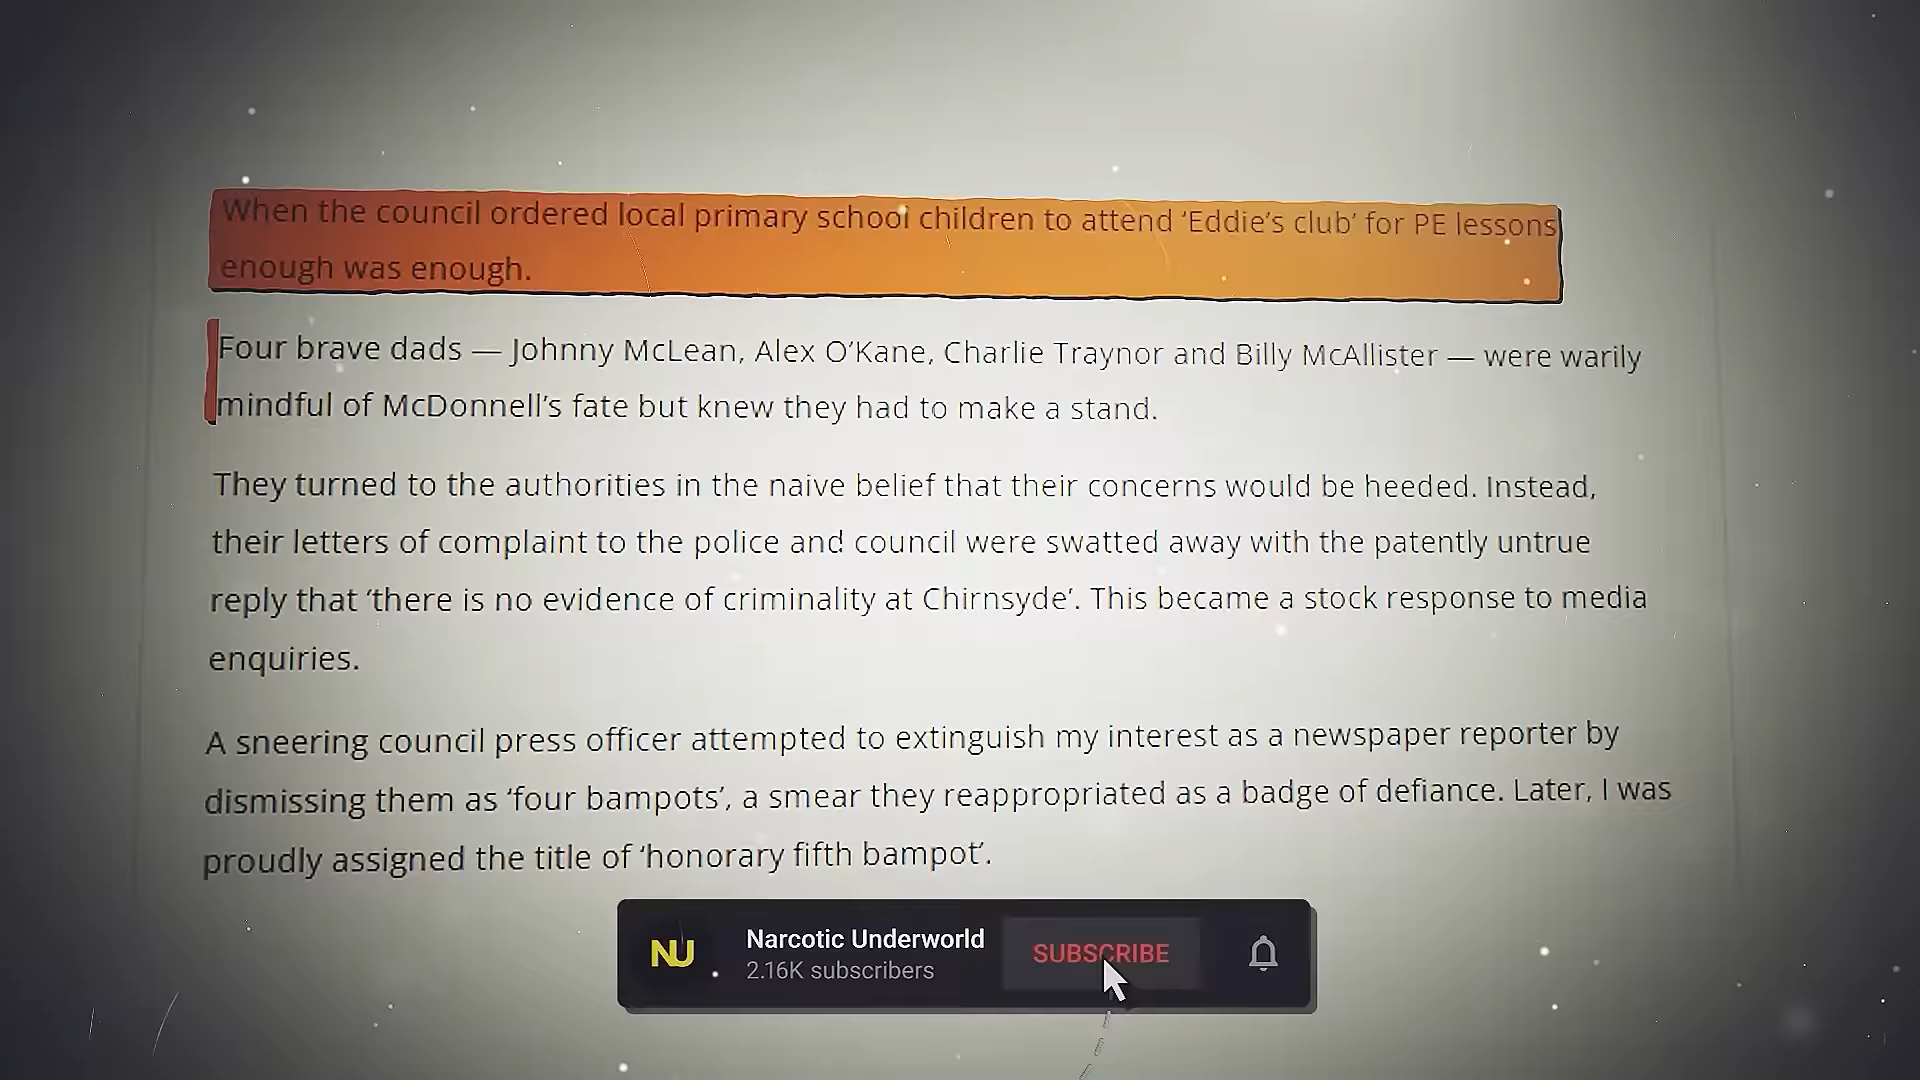 When the council ordered local primary school children to attend ‘Eddie’s club’ for PE lessons
enough was enough.
Four brave dads — Johnny McLean, Alex O’Kane, Charlie Traynor and Billy McAllister — were warily
mindful of McDonnell’s fate but knew they had to make a stand.
They turned to the authorities in the naive belief that their concerns would be heeded. Instead,
their letters of complaint to the police and council were swatted away with the patently untrue
reply that ‘there is no evidence of criminality at Chirnsyde’. This became a stock response to media
enquiries.
A sneering council press officer attempted to extinguish my interest as a newspaper reporter by
dismissing them as ‘four bampots’, a smear they reappropriated as a badge of defiance. Later, I was
proudly assigned the title of ‘honorary fifth bampot’.
NU
Narcotic Underworld
2.16K subscribers
SUBSCRIBE